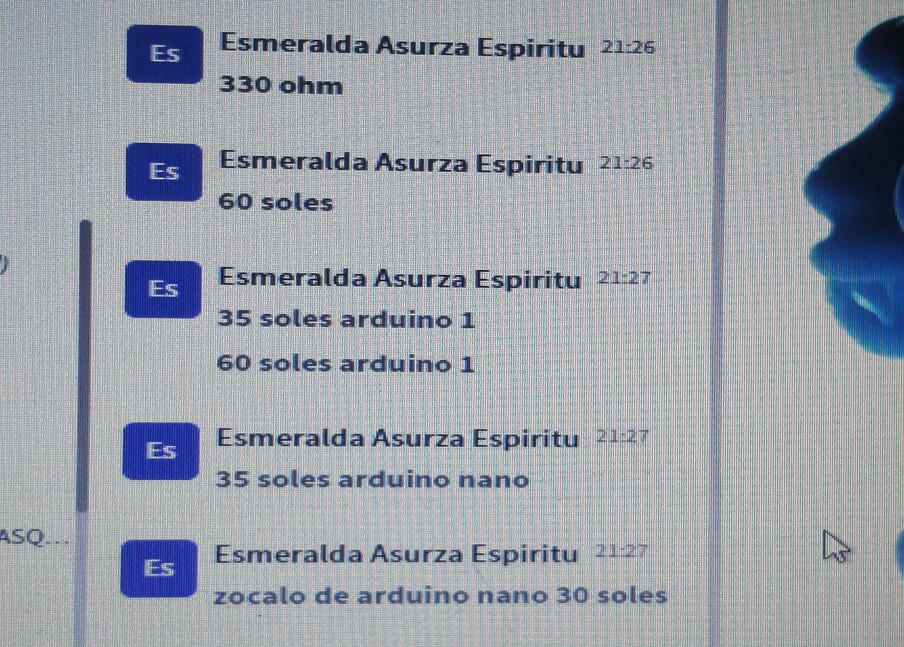 Es
Esmeralda Asurza Espiritu 21:26
330 ohm
Es
Esmeralda Asurza Espiritu 21:26
60 soles
Es
Esmeralda Asurza Espiritu 21:27
35 soles arduino 1
60 soles arduino 1
Es
Esmeralda Asurza Espiritu 21:27
35 soles arduino nano
ASQ...
Es
Esmeralda Asurza Espiritu 21:27
zocalo de arduino nano 30 soles